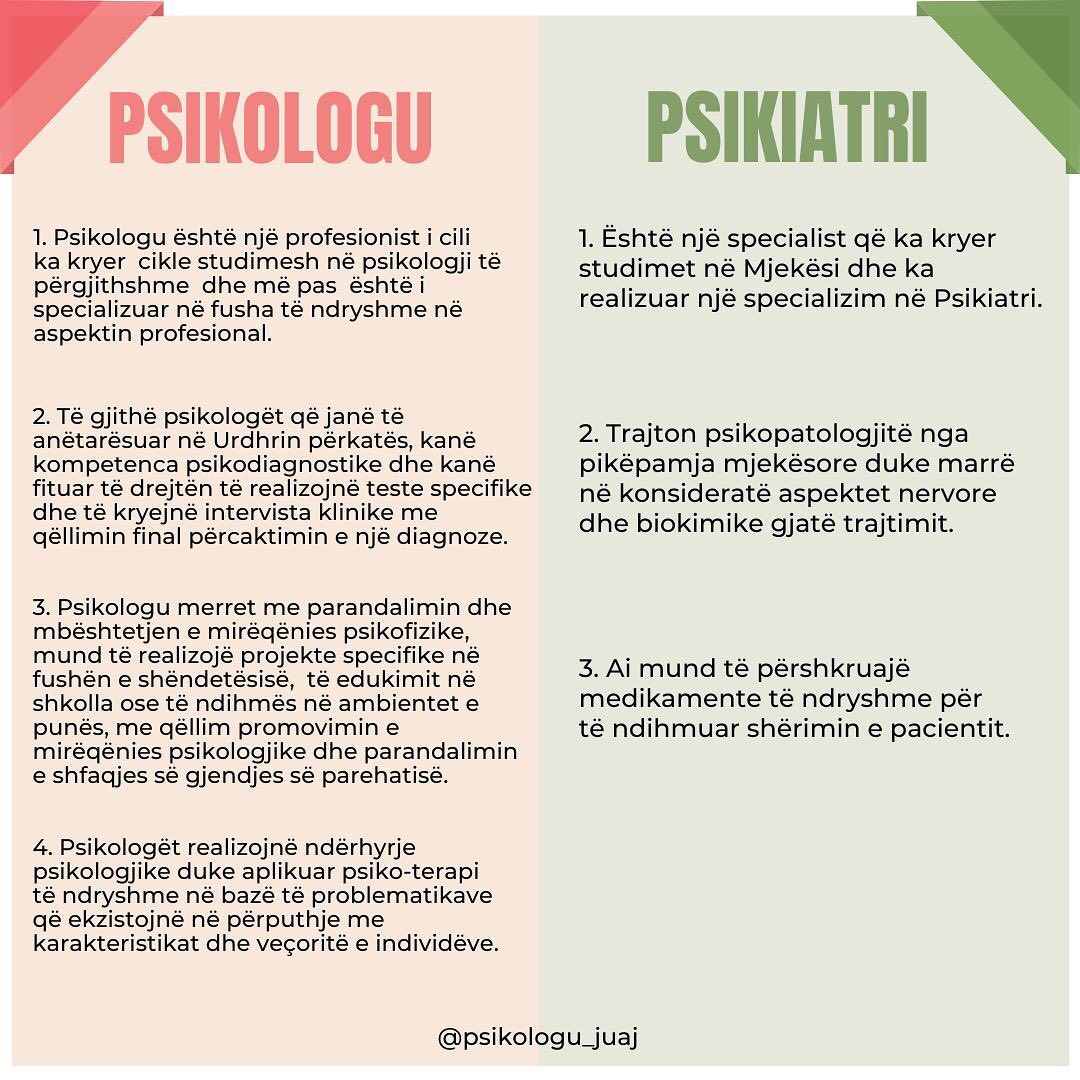 PSIKOLOGU
1. Psikologu është një profesionist i cili
ka kryer  cikle studimesh në psikologji të
përgjithshme  dhe më pas  është i
specializuar në fusha të ndryshme në
aspektin profesional.
2. Të gjithë psikologët që janë të
anëtarësuar në Urdhrin përkatës, kanë
kompetenca psikodiagnostike dhe kanë
fituar të drejtën të realizojnë teste specifike
dhe të kryejnë intervista klinike me
qëllimin final përcaktimin e një diagnoze.
3. Psikologu merret me parandalimin dhe
mbështetjen e mirëqënies psikofizike,
mund të realizojë projekte specifike në
fushën e shëndetësisë,  të edukimit në
shkolla ose të ndihmës në ambientet e
punës, me qëllim promovimin e
mirëqënies psikologjike dhe parandalimin
e shfaqjes së gjendjes së parehatisë.
4. Psikologët realizojnë ndërhyrje
psikologjike duke aplikuar psiko-terapi
të ndryshme në bazë të problematikave
që ekzistojnë në përputhje me
karakteristikat dhe veçoritë e individëve.
PSIKIATRI
1. Është një specialist që ka kryer
studimet në Mjekësi dhe ka
realizuar një specializim në Psikiatri.
2. Trajton psikopatologjitë nga
pikëpamja mjekësore duke marrë
në konsideratë aspektet nervore
dhe biokimike gjatë trajtimit.
3. Ai mund të përshkruajë
medikamente të ndryshme për
të ndihmuar shërimin e pacientit.
@psikologu_juaj